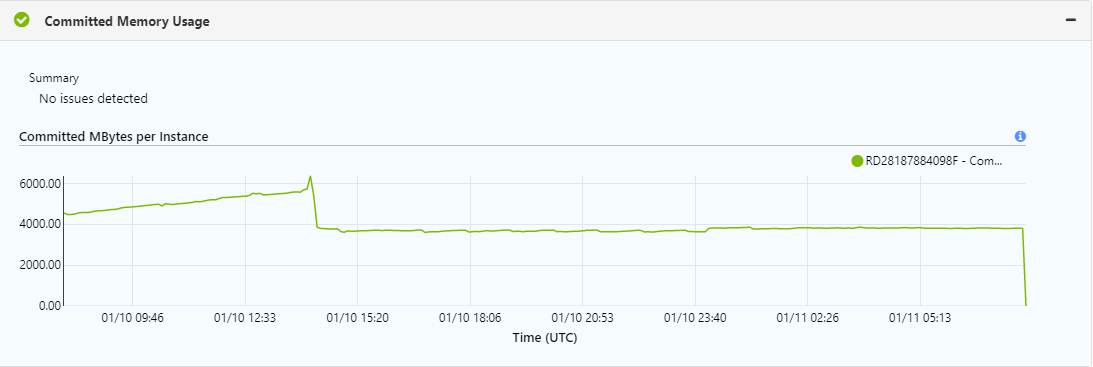 Committed Memory Usage
Summary
No issues detected
Committed MBytes per Instance
RD28187884098F - Com...
6000.00
4000.00
2000.00
0.00
01/10 09:46 01/10 12:33 01/10 15:20 01/10 18:06 01/10 20:53 01/10 23:40 01/11 02:26 01/11 05:13
Time (UTC)